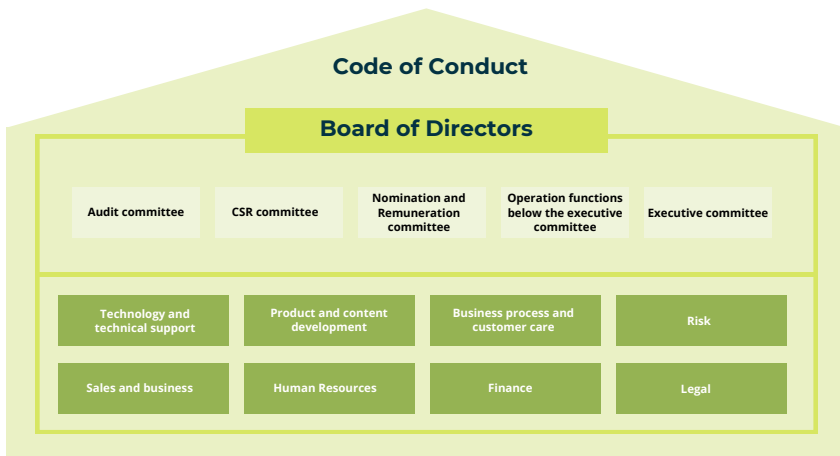 Code of Conduct
Board of Directors
Audit committee
CSR committee
Nomination and
Remuneration
committee
Operation functions
below the executive
committee
Executive committee
Technology and
technical support
Product and content
development
Business process and
customer care
Risk
Sales and business
Human Resources
Finance
Legal